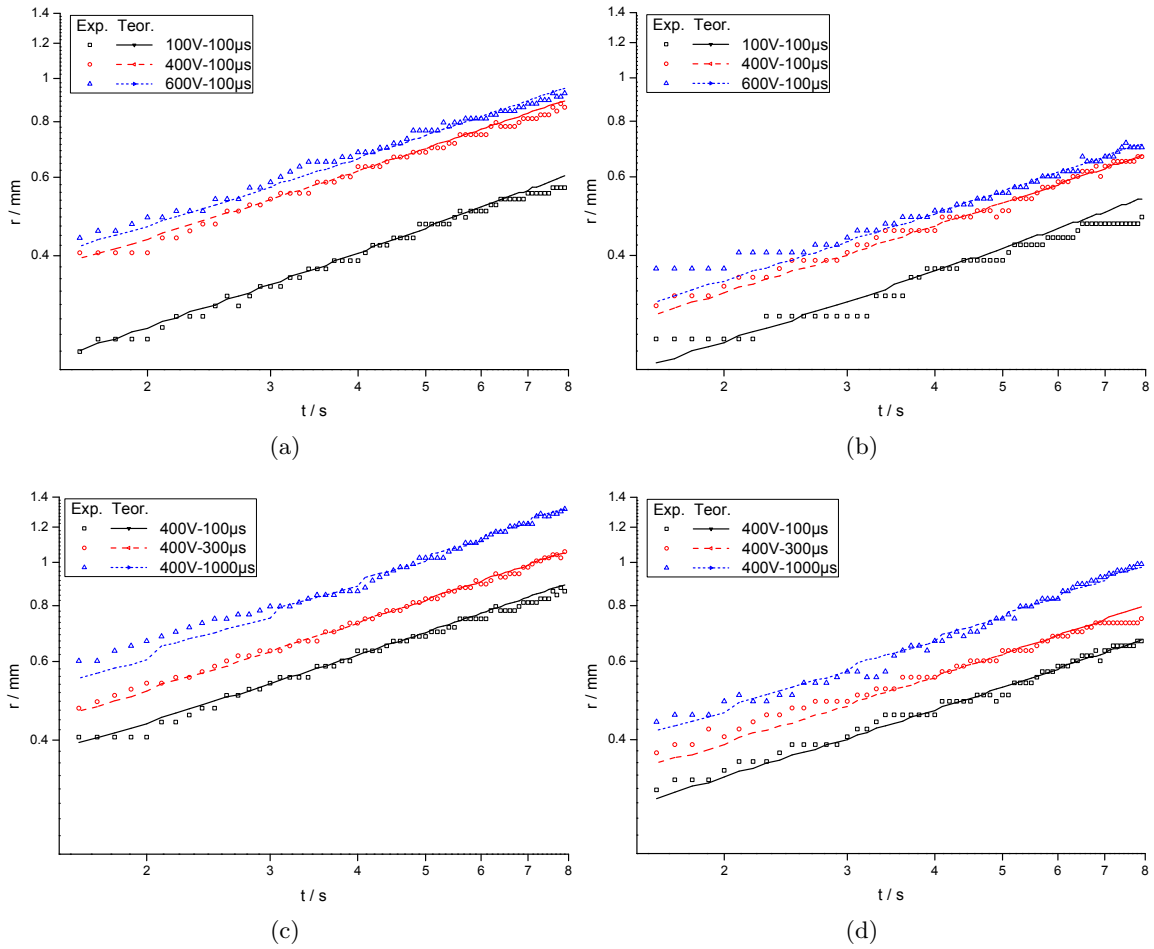 Exp. Teor.
100V-100μs
400V-100μs
600V-100μs
1.4
1
0.8
0.6
0.4
r / mm
2 3 4 5 6 7 8
t / s
(a)
Exp. Teor.
100V-100μs
400V-100μs
600V-100μs
1.4
1
0.8
0.6
0.4
r / mm
2 3 4 5 6 7 8
t / s
(b)
Exp. Teor.
400V-100μs
400V-300μs
400V-1000μs
1.4
1.2
1
0.8
0.6
0.4
r / mm
2 3 4 5 6 7 8
t / s
(c)
Exp. Teor.
400V-100μs
400V-300μs
400V-1000μs
1.4
1.2
1
0.8
0.6
0.4
r / mm
2 3 4 5 6 7 8
t / s
(d)